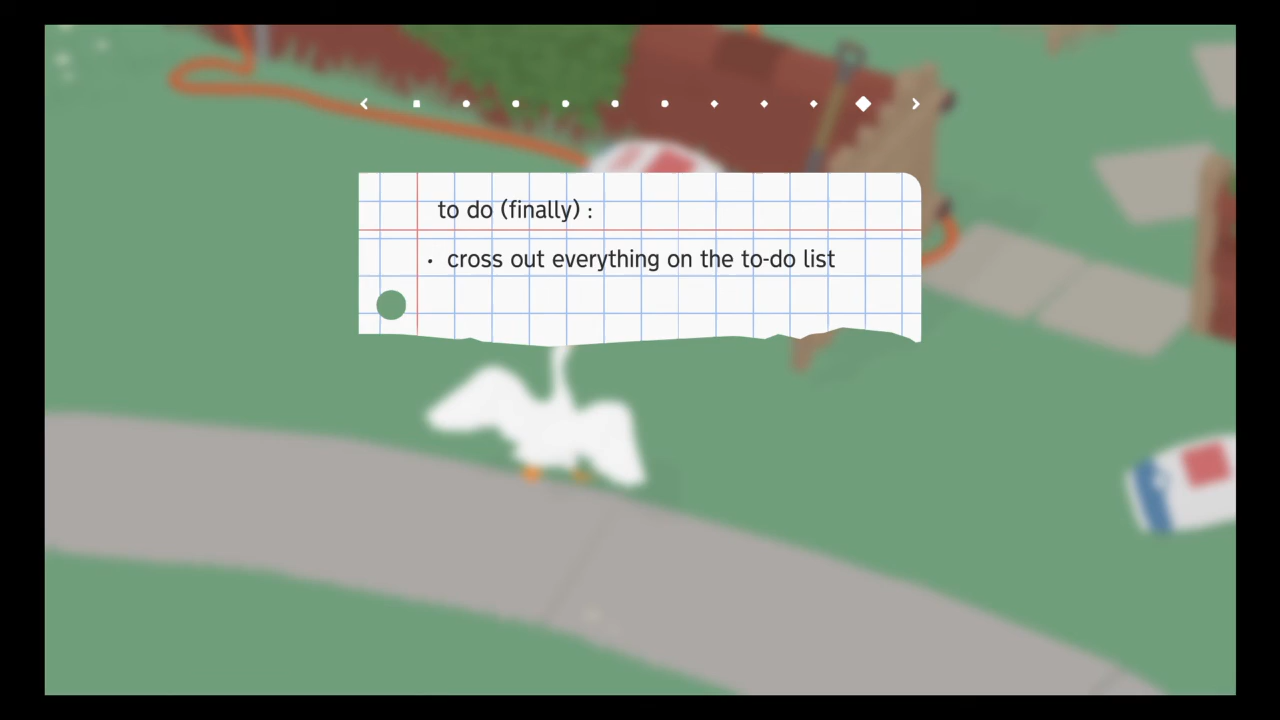 to do (finally) :
• cross out everything on the to-do list